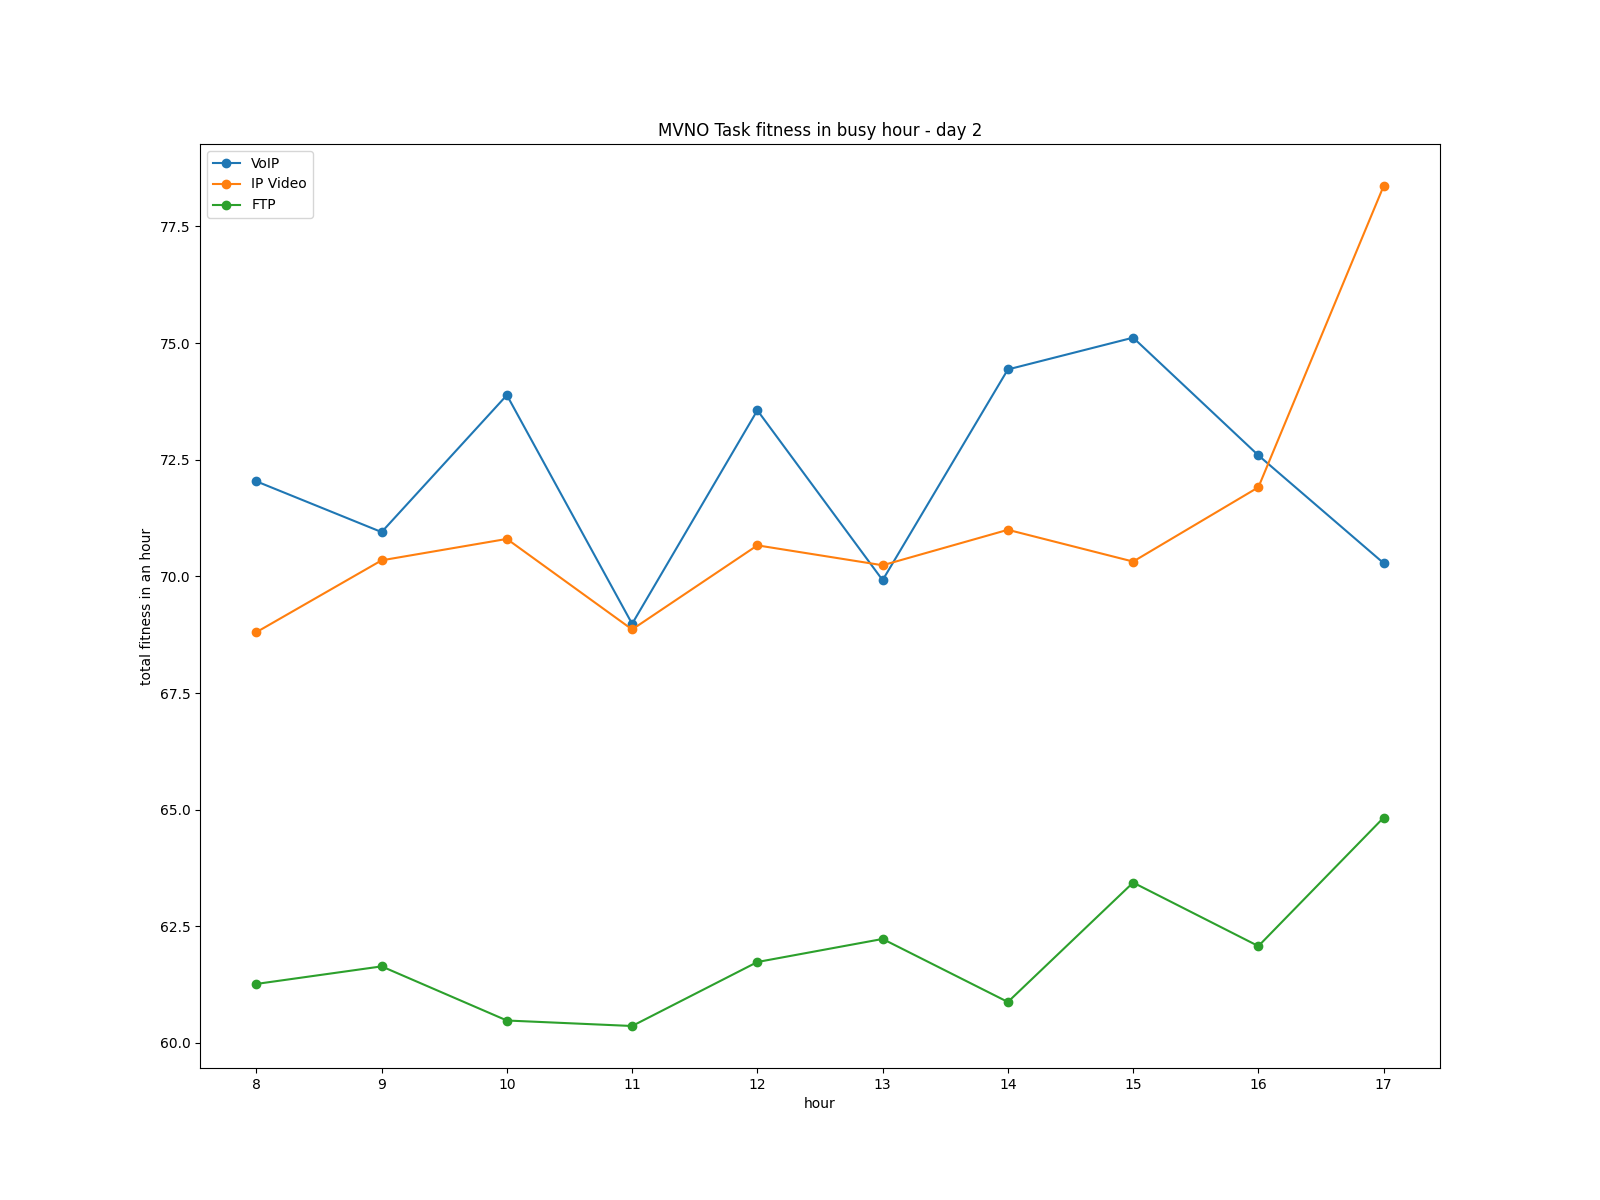 MVNO Task fitness in busy hour - day 2
VoIP
IP Video
FTP
77.5
75.0
72.5
70.0
67.5
65.0
62.5
60.0
total fitness in an hour
8 9 10 11 12 13 14 15 16 17
hour